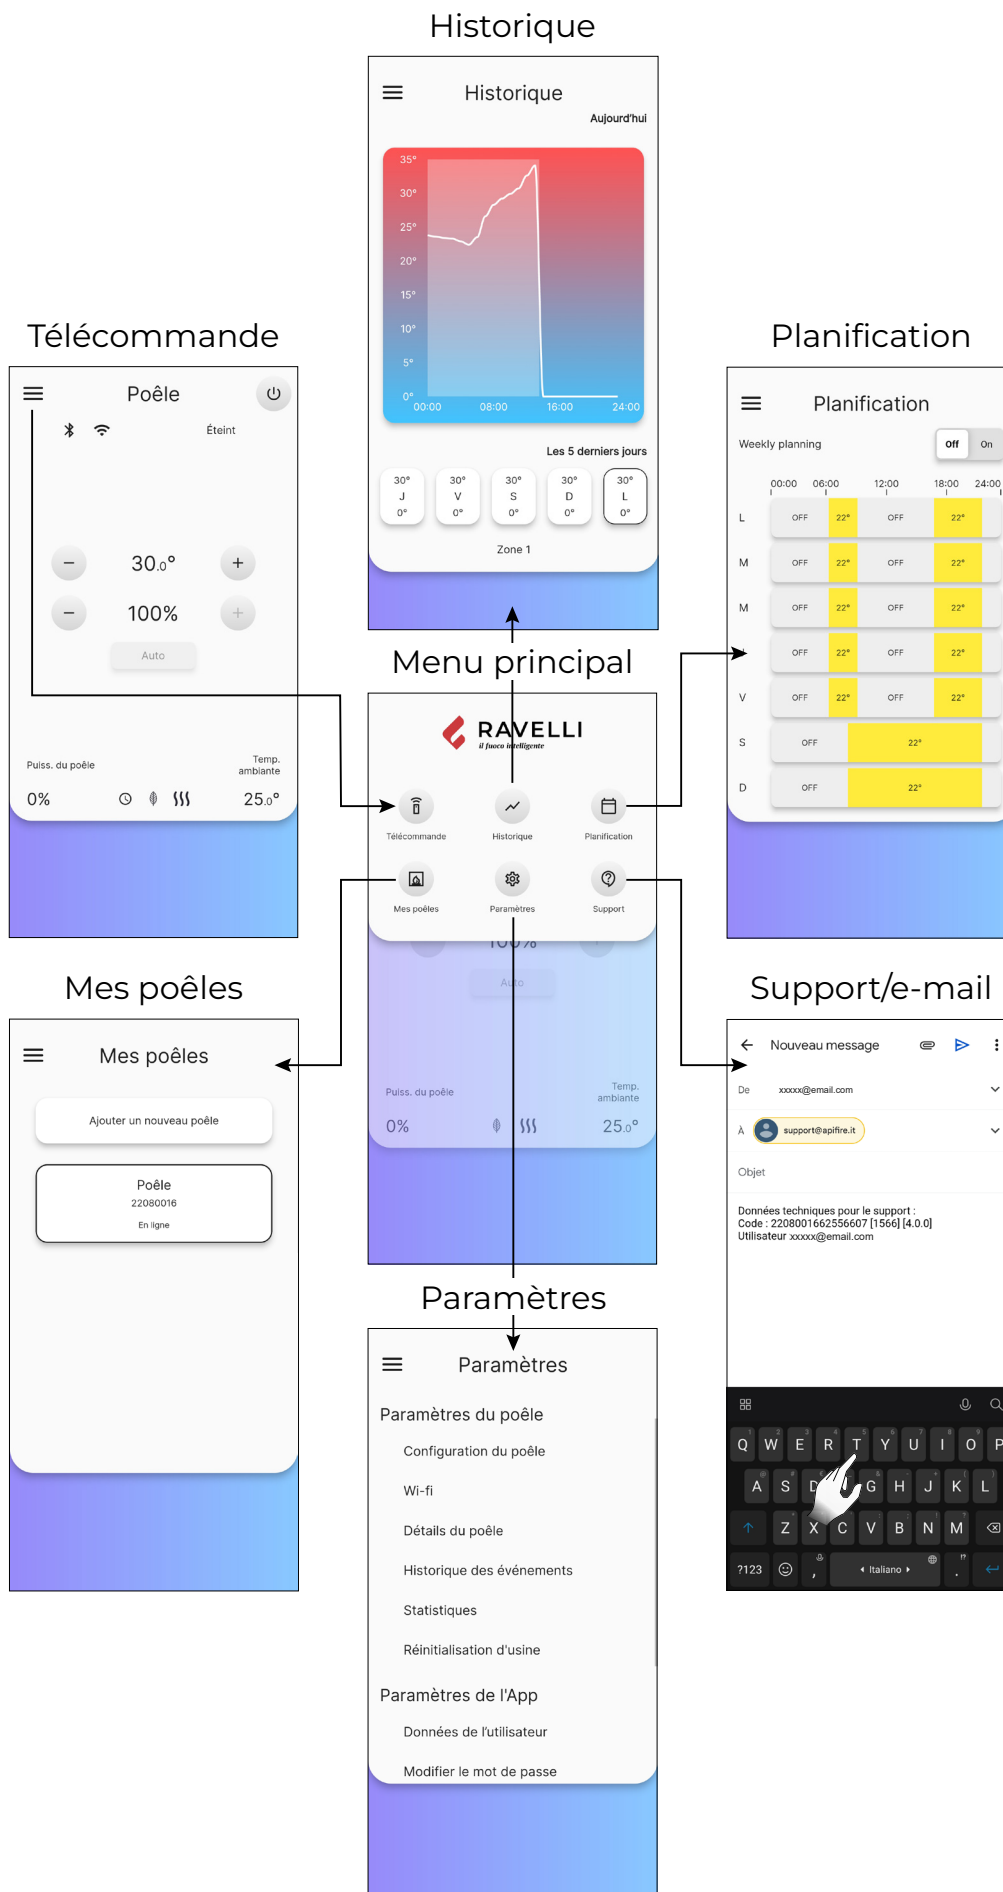 Historique
Historique
Aujourd'hui
35°
30°
25°
20°
15°
10°
5°
0°
00:00 08:00 16:00 24:00
Les 5 derniers jours
30° 30° 30° 30° 30°
J V S D L
0° 0° 0° 0° 0°
Zone 1
Télécommande
Poêle
Éteint
30.0°
100%
Auto
Puiss. du poêle
Temp.
ambiante
0%
25.0°
Planification
Planification
Weekly planning
Off On
00:00 06:00 12:00 18:00 24:00
L OFF 22° OFF 22°
M OFF 22° OFF 22°
M OFF 22° OFF 22°
OFF 22° OFF 22°
V OFF 22° OFF 22°
S OFF 22°
D OFF 22°
Menu principal
RAVELLI
il fuoco intelligente
Télécommande Historique Planification
Mes poêles Paramètres Support
100%
Auto
Puiss. du poêle
Temp.
ambiante
0%
25.0°
Mes poêles
Mes poêles
Ajouter un nouveau poêle
Poêle
22080016
En ligne
Support/e-mail
Nouveau message
De xxxxx@email.com
À support@apifire.it
Objet
Données techniques pour le support :
Code : 2208001662556607 [1566] [4.0.0]
Utilisateur xxxxx@email.com
Q W E R T Y U I O P
A S D G H J K L
Z X C V B N M
?123 , Italiano .
Paramètres
Paramètres
Paramètres du poêle
Configuration du poêle
Wi-fi
Détails du poêle
Historique des événements
Statistiques
Réinitialisation d'usine
Paramètres de l'App
Données de l'utilisateur
Modifier le mot de passe